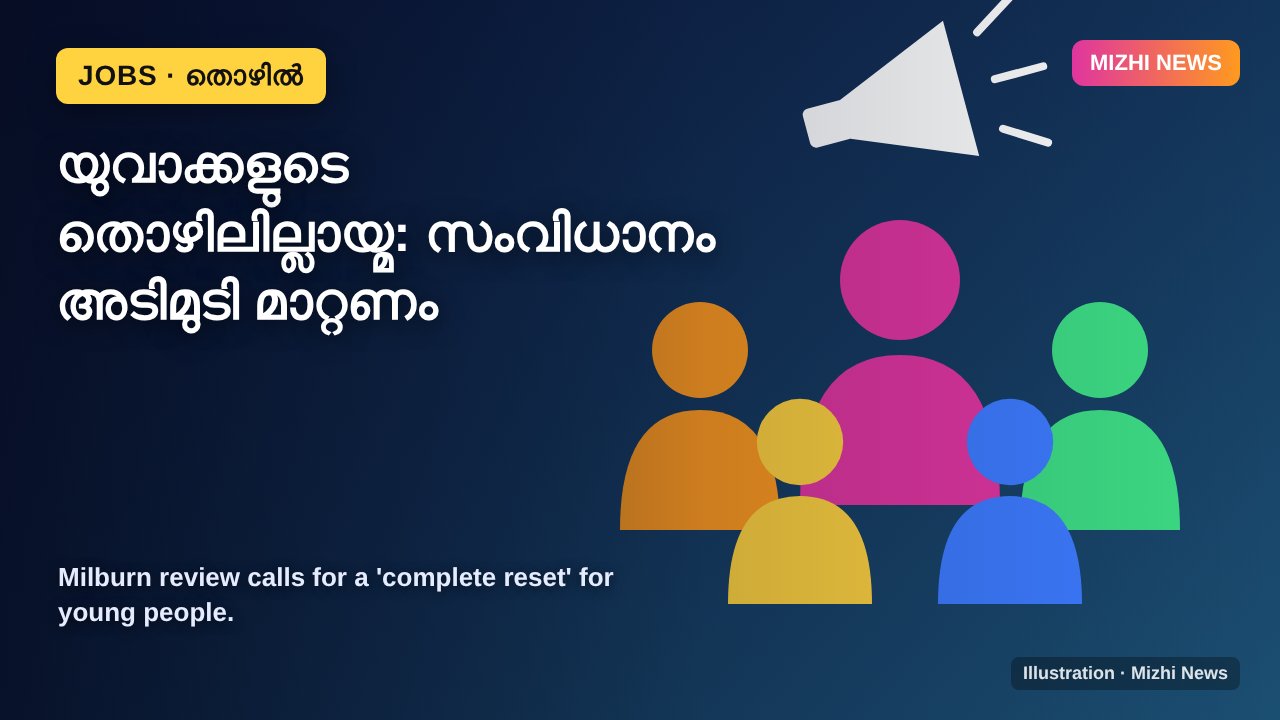 JOBS · തൊഴിൽ
MIZHI NEWS
യുവാക്കളുടെ
തൊഴിലില്ലായ്മ: സംവിധാനം
അടിമുടി മാറ്റണം
Milburn review calls for a 'complete reset' for
young people.
Illustration · Mizhi News